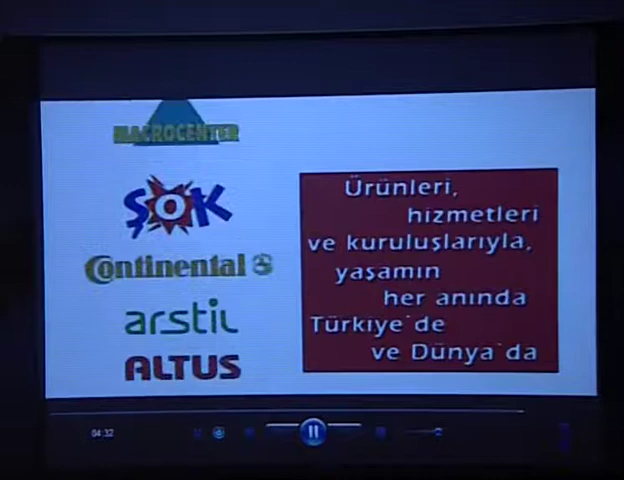 MACROCENTER
ŞOK
Continental
arstil
ALTUS
Ürünleri,
hizmetleri
ve kuruluşlarıyla,
yaşamın
her anında
Türkiye'de
ve Dünya'da
04:32